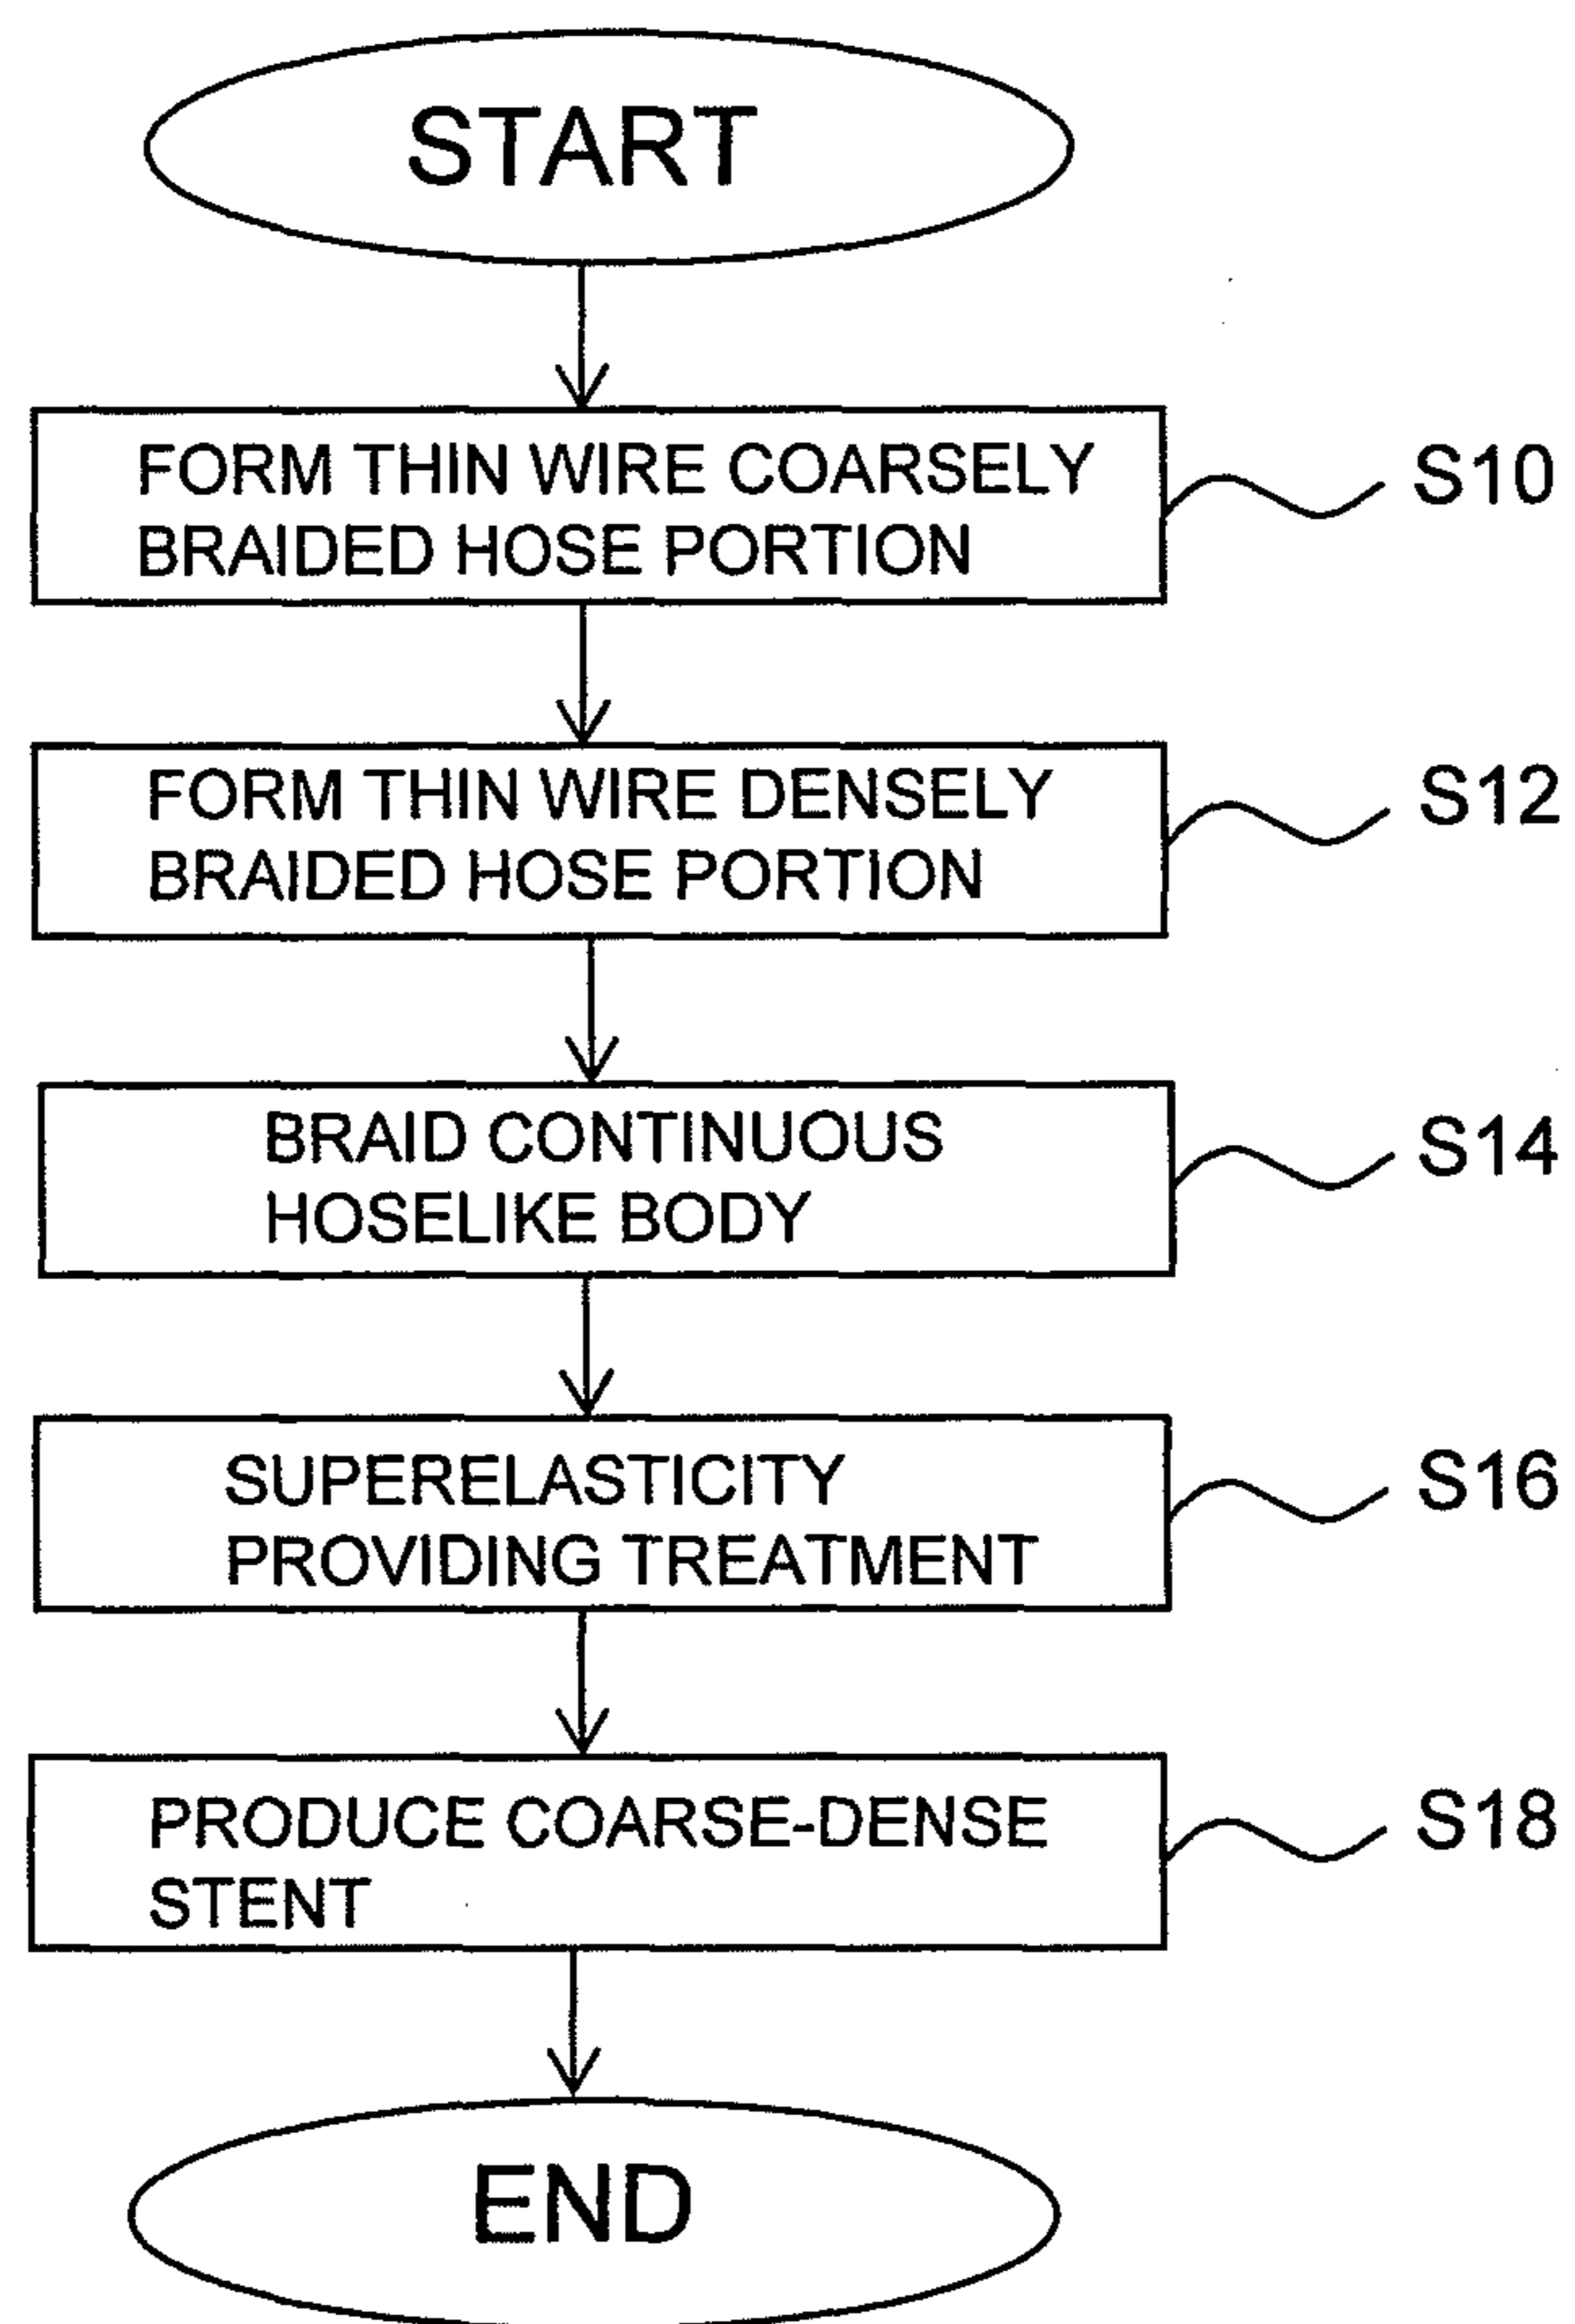 START
FORM THIN WIRE COARSELY
BRAIDED HOSE PORTION
S10
FORM THIN WIRE DENSELY
BRAIDED HOSE PORTION
S12
BRAID CONTINUOUS
HOSELIKE BODY
S14
SUPERELASTICITY
PROVIDING TREATMENT
S16
PRODUCE COARSE-DENSE
STENT
S18
END